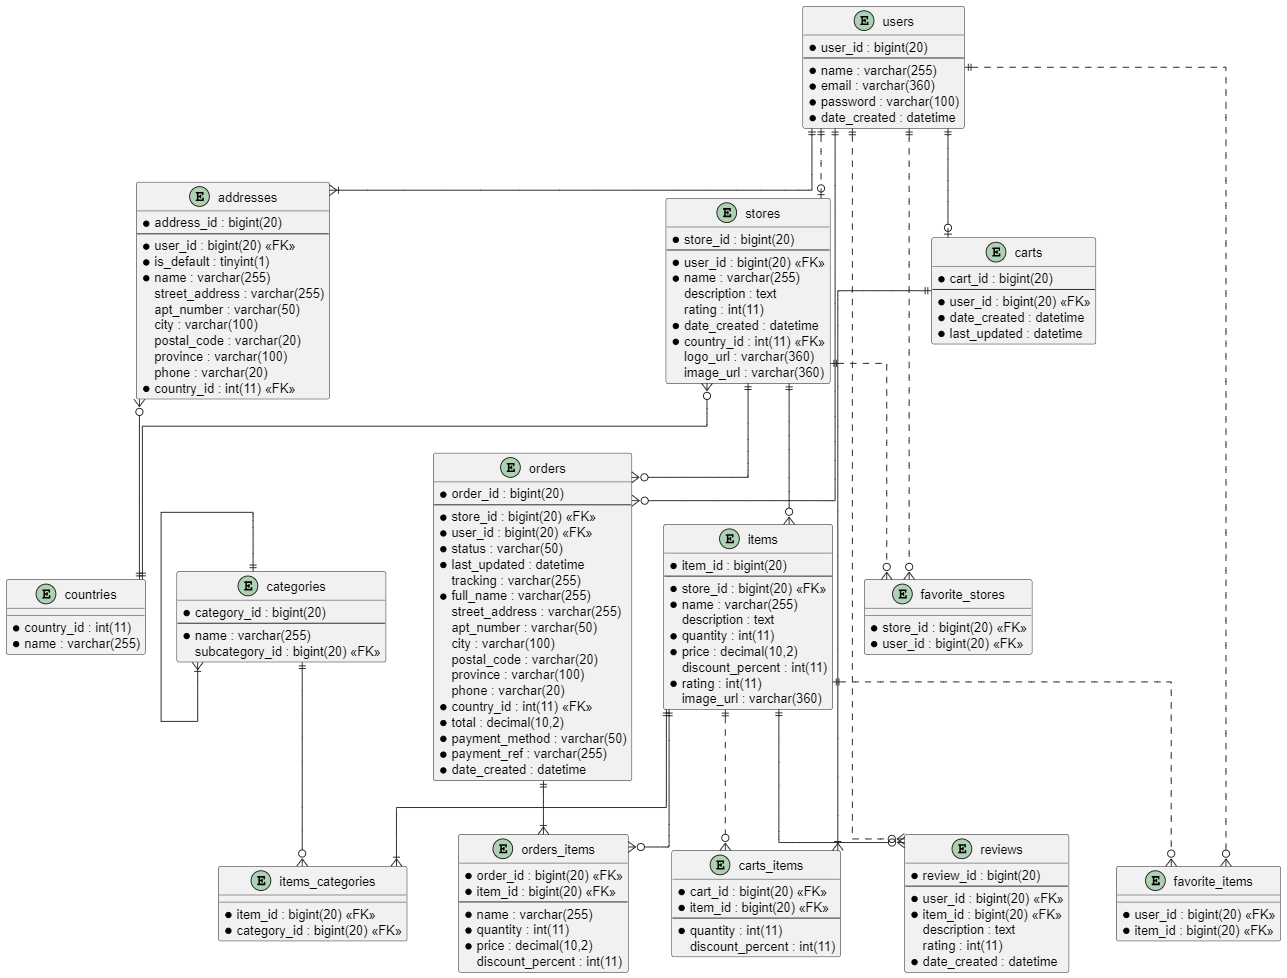 E users
user_id : bigint(20)
name : varchar(255)
email : varchar(360)
password : varchar(100)
date_created : datetime
E addresses
address_id : bigint(20)
user_id : bigint(20) «FK»
is_default : tinyint(1)
name : varchar(255)
street_address : varchar(255)
apt_number : varchar(50)
city : varchar(100)
postal_code : varchar(20)
province : varchar(100)
phone : varchar(20)
country_id : int(11) «FK»
E stores
store_id : bigint(20)
user_id : bigint(20) «FK»
name : varchar(255)
description : text
rating : int(11)
date_created : datetime
country_id : int(11) «FK»
logo_url : varchar(360)
image_url : varchar(360)
E carts
cart_id : bigint(20)
user_id : bigint(20) «FK»
date_created : datetime
last_updated : datetime
E orders
order_id : bigint(20)
store_id : bigint(20) «FK»
user_id : bigint(20) «FK»
status : varchar(50)
last_updated : datetime
tracking : varchar(255)
full_name : varchar(255)
street_address : varchar(255)
apt_number : varchar(50)
city : varchar(100)
postal_code : varchar(20)
province : varchar(100)
phone : varchar(20)
country_id : int(11) «FK»
total : decimal(10,2)
payment_method : varchar(50)
payment_ref : varchar(255)
date_created : datetime
E items
item_id : bigint(20)
store_id : bigint(20) «FK»
name : varchar(255)
description : text
quantity : int(11)
price : decimal(10,2)
discount_percent : int(11)
rating : int(11)
image_url : varchar(360)
E countries
country_id : int(11)
name : varchar(255)
E categories
category_id : bigint(20)
name : varchar(255)
subcategory_id : bigint(20) «FK»
E favorite_stores
store_id : bigint(20) «FK»
user_id : bigint(20) «FK»
E items_categories
item_id : bigint(20) «FK»
category_id : bigint(20) «FK»
E orders_items
order_id : bigint(20) «FK»
item_id : bigint(20) «FK»
name : varchar(255)
quantity : int(11)
price : decimal(10,2)
discount_percent : int(11)
E carts_items
cart_id : bigint(20) «FK»
item_id : bigint(20) «FK»
quantity : int(11)
discount_percent : int(11)
E reviews
review_id : bigint(20)
user_id : bigint(20) «FK»
item_id : bigint(20) «FK»
description : text
rating : int(11)
date_created : datetime
E favorite_items
user_id : bigint(20) «FK»
item_id : bigint(20) «FK»